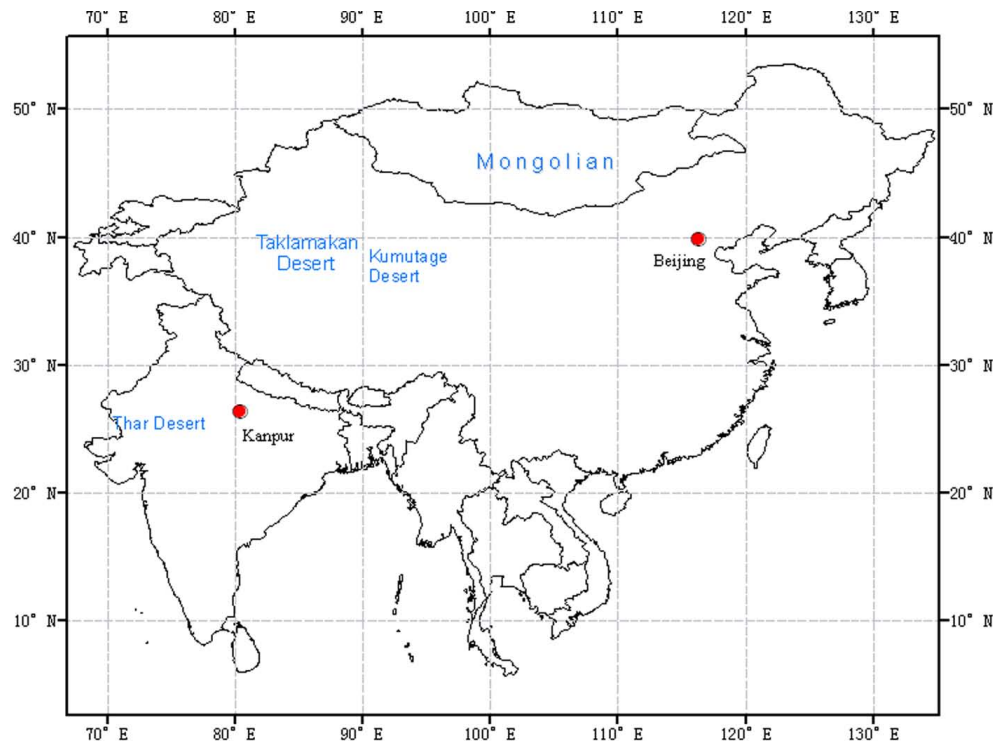 70° E 80° E 90° E 100° E 110° E 120° E 130° E
50° N 50° N
Mongolian
40° N 40° N
Taklamakan
Desert
Kumutage
Desert
Beijing
30° N 30° N
Thar Desert
Kanpur
20° N 20° N
10° N 10° N
70° E 80° E 90° E 100° E 110° E 120° E 130° E